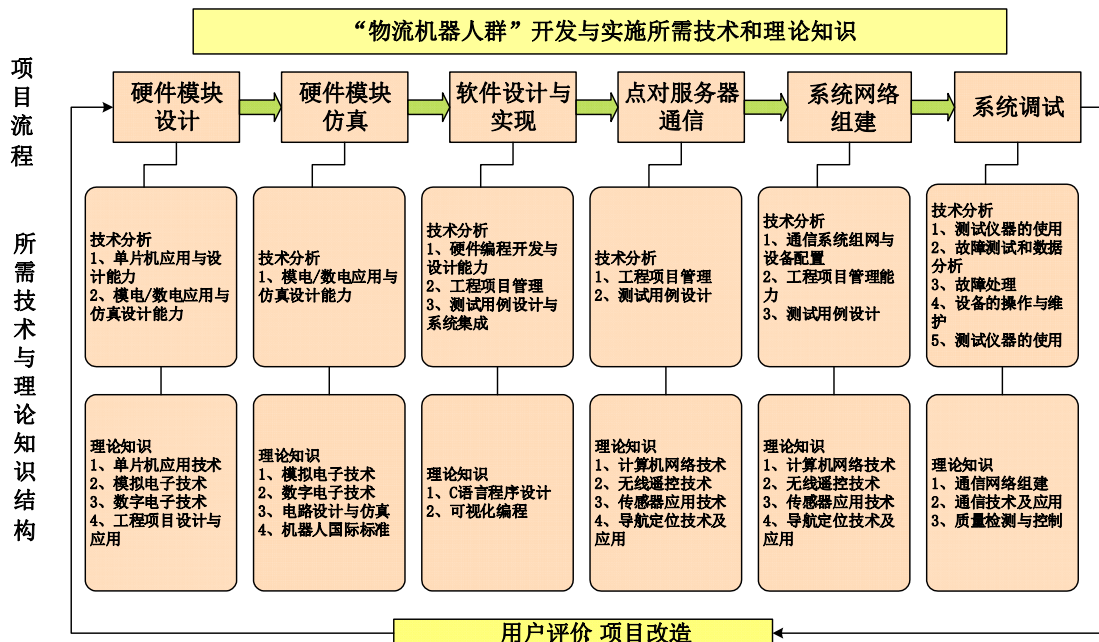 “物流机器人群”开发与实施所需技术和理论知识
项目流程
硬件模块
设计
硬件模块
仿真
软件设计与
实现
点对服务器
通信
系统网络
组建
系统调试
所需技术与理论知识结构
技术分析
1、单片机应用与设
计能力
2、模电/数电应用与
仿真设计能力
技术分析
1、模电/数电应用与
仿真设计能力
技术分析
1、硬件编程开发与
设计能力
2、工程项目管理
3、测试用例设计与
系统集成
技术分析
1、工程项目管理
2、测试用例设计
技术分析
1、通信系统组网与
设备配置
2、工程项目管理能
力
3、测试用例设计
技术分析
1、测试仪器的使用
2、故障测试和数据
分析
3、故障处理
4、设备的操作与维
护
5、测试仪器的使用
理论知识
1、单片机应用技术
2、模拟电子技术
3、数字电子技术
4、工程项目设计与
应用
理论知识
1、模拟电子技术
2、数字电子技术
3、电路设计与仿真
4、机器人国际标准
理论知识
1、C语言程序设计
2、可视化编程
理论知识
1、计算机网络技术
2、无线遥控技术
3、传感器应用技术
4、导航定位技术及
应用
理论知识
1、计算机网络技术
2、无线遥控技术
3、传感器应用技术
4、导航定位技术及
应用
理论知识
1、通信网络组建
2、通信技术及应用
3、质量检测与控制
用户评价 项目改造